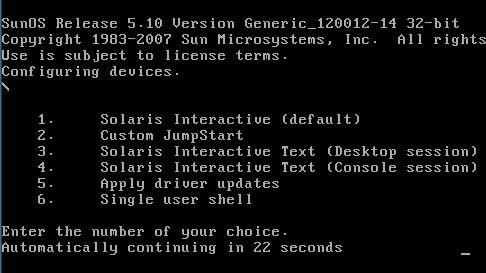 SunOS Release 5.10 Version Generic_120012-14 32-bit
Copyright 1983-2007 Sun Microsystems, Inc.  All rights
Use is subject to license terms.
Configuring devices.
\
1.     Solaris Interactive (default)
2.     Custom JumpStart
3.     Solaris Interactive Text (Desktop session)
4.     Solaris Interactive Text (Console session)
5.     Apply driver updates
6.     Single user shell
Enter the number of your choice.
Automatically continuing in 22 seconds _